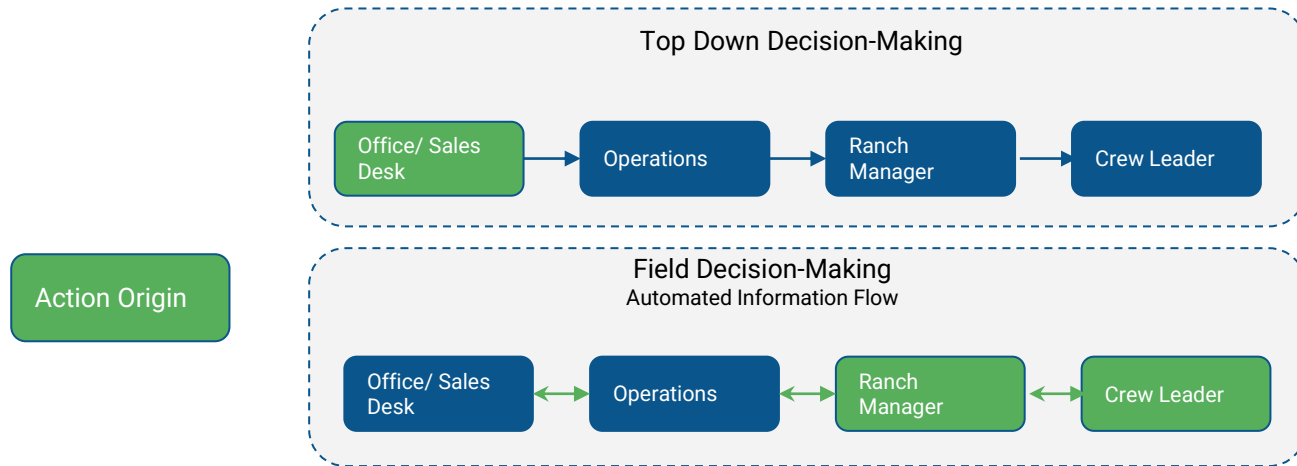 Top Down Decision-Making
Office/ Sales
Desk
Operations
Ranch
Manager
Crew Leader
Action Origin
Field Decision-Making
Automated Information Flow
Office/ Sales
Desk
Operations
Ranch
Manager
Crew Leader